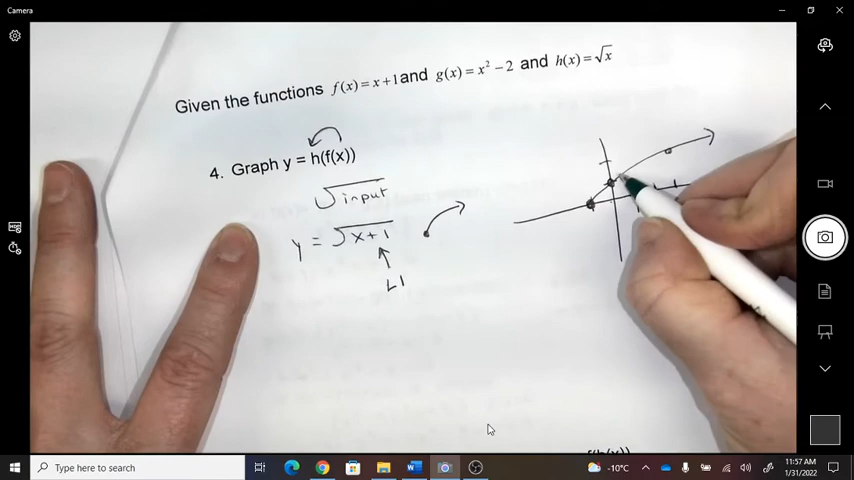 Camera
Given the functions f(x) = x+1 and g(x) = x² − 2 and h(x) = √x
4. Graph y = h(f(x))
√input
y = √x+1
L1
Type here to search
-10°C
11:57 AM
1/31/2022